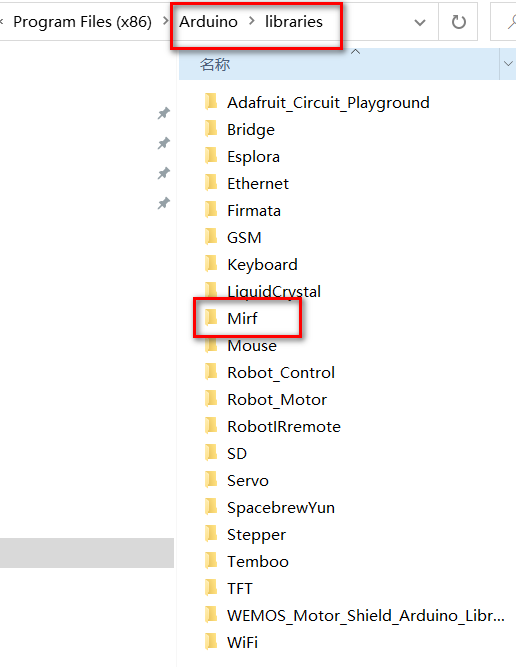 Program Files (x86) > Arduino > libraries
名称
Adafruit_Circuit_Playground
Bridge
Esplora
Ethernet
Firmata
GSM
Keyboard
LiquidCrystal
Mirf
Mouse
Robot_Control
Robot_Motor
RobotIRremote
SD
Servo
SpacebrewYun
Stepper
Temboo
TFT
WEMOS_Motor_Shield_Arduino_Libr...
WiFi